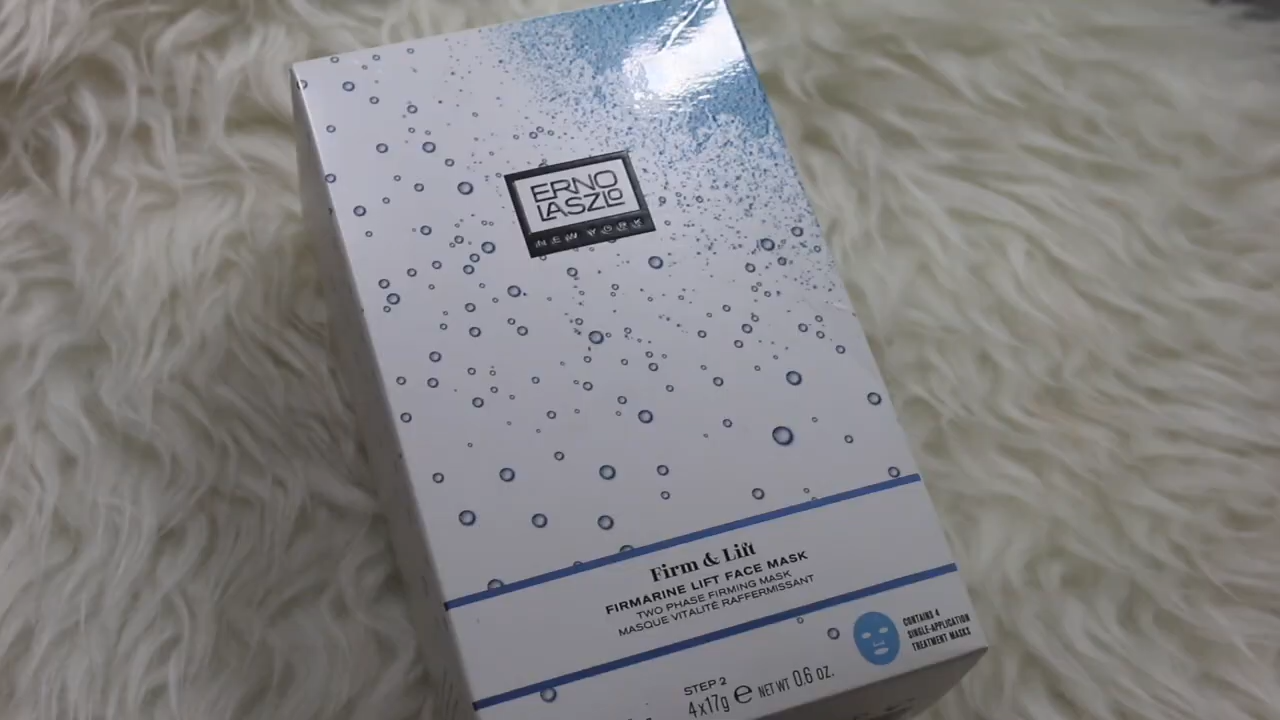 ERNO
LASZLO
NEW YORK
Firm & Lift
FIRMARINE LIFT FACE MASK
TWO PHASE FIRMING MASK
MASQUE VITALITÉ RAFFERMISSANT
CONTAINS 4
SINGLE-APPLICATION
TREATMENT MASKS
STEP 2
4x17g ℮ NET WT 0.6 oz.